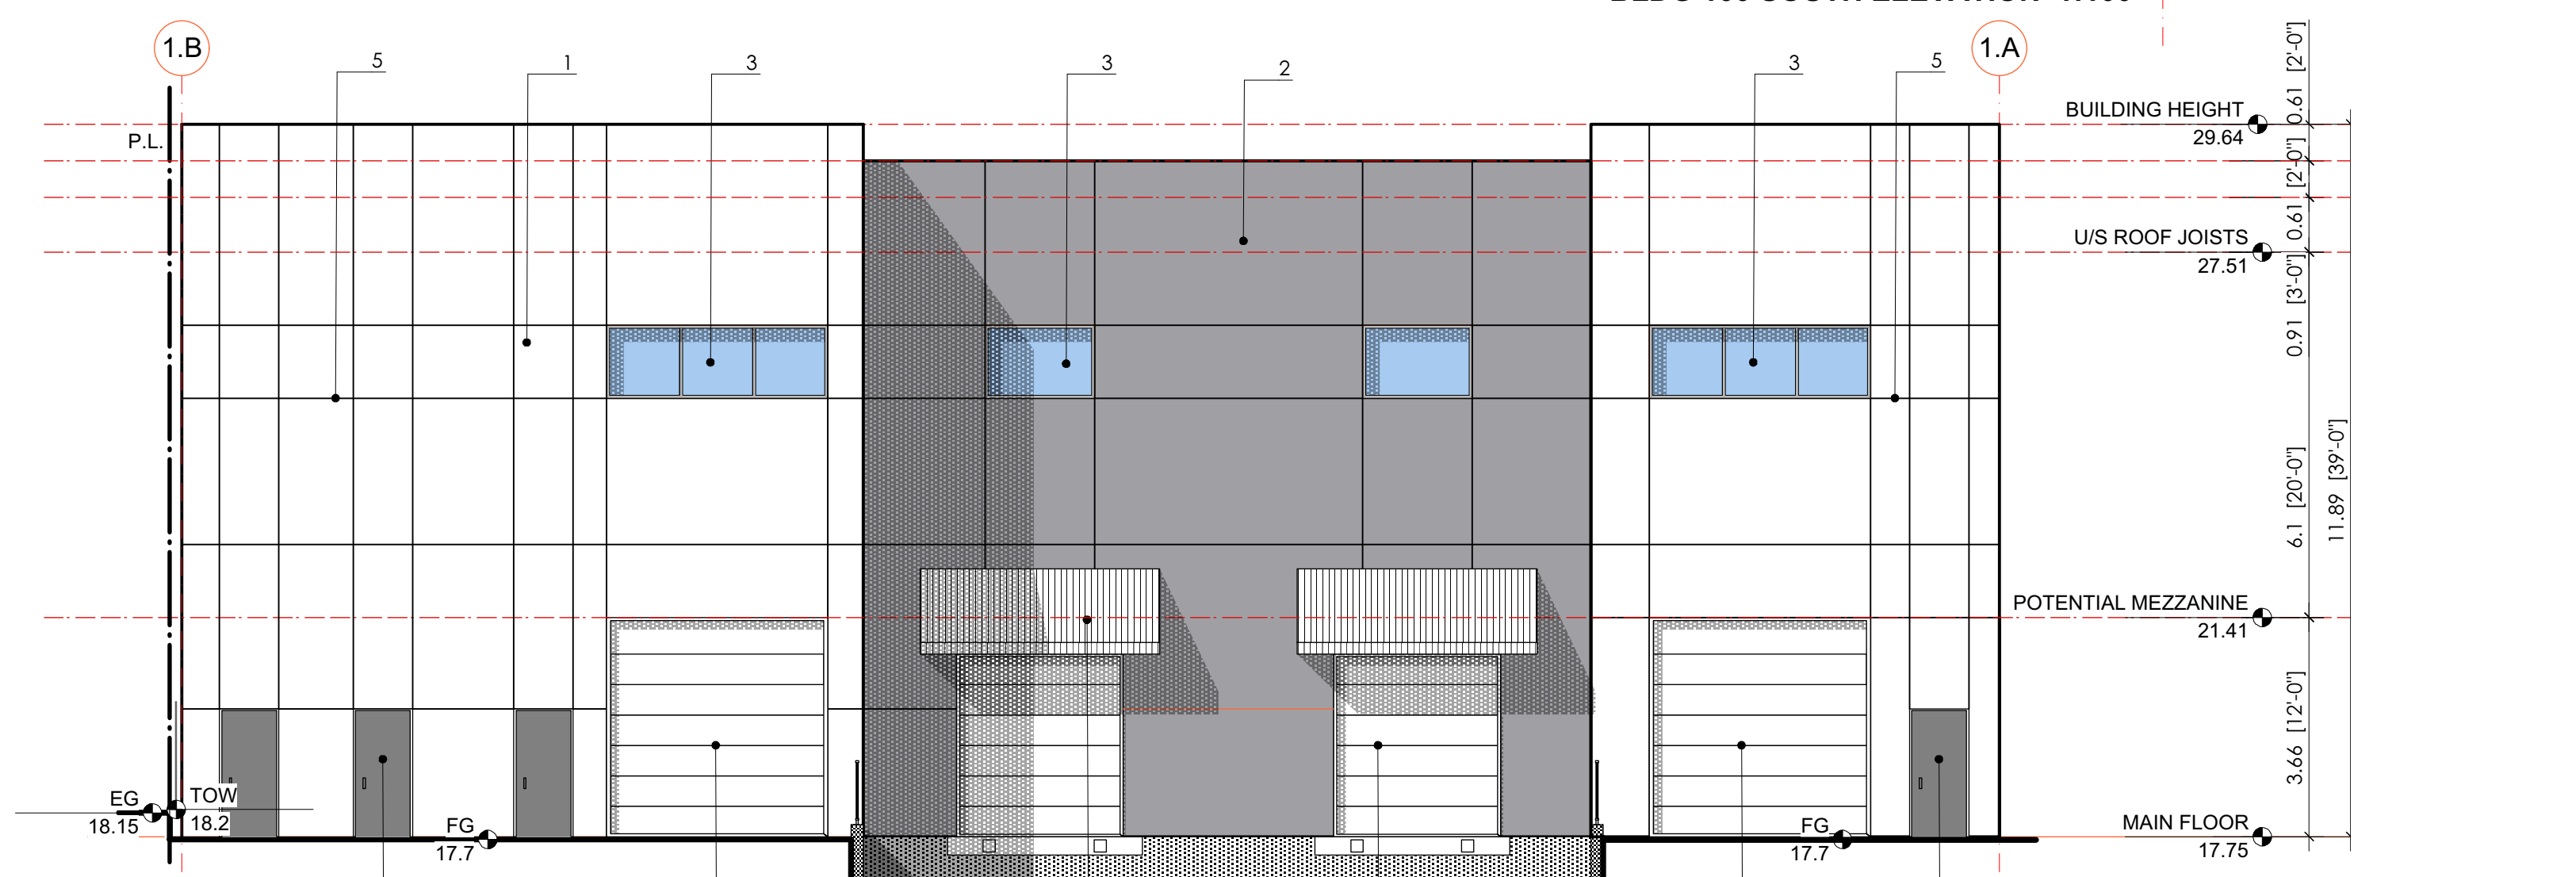 1.B
5
1
3
3
2
3
5
1.A
P.L.
BUILDING HEIGHT
29.64
U/S ROOF JOISTS
27.51
POTENTIAL MEZZANINE
21.41
MAIN FLOOR
17.75
0.61 [2'-0"]
0.61 [2'-0"]
0.91 [3'-0"]
6.1 [20'-0"]
3.66 [12'-0"]
11.89 [39'-0"]
EG
18.15
TOW
18.2
FG
17.7
FG
17.7